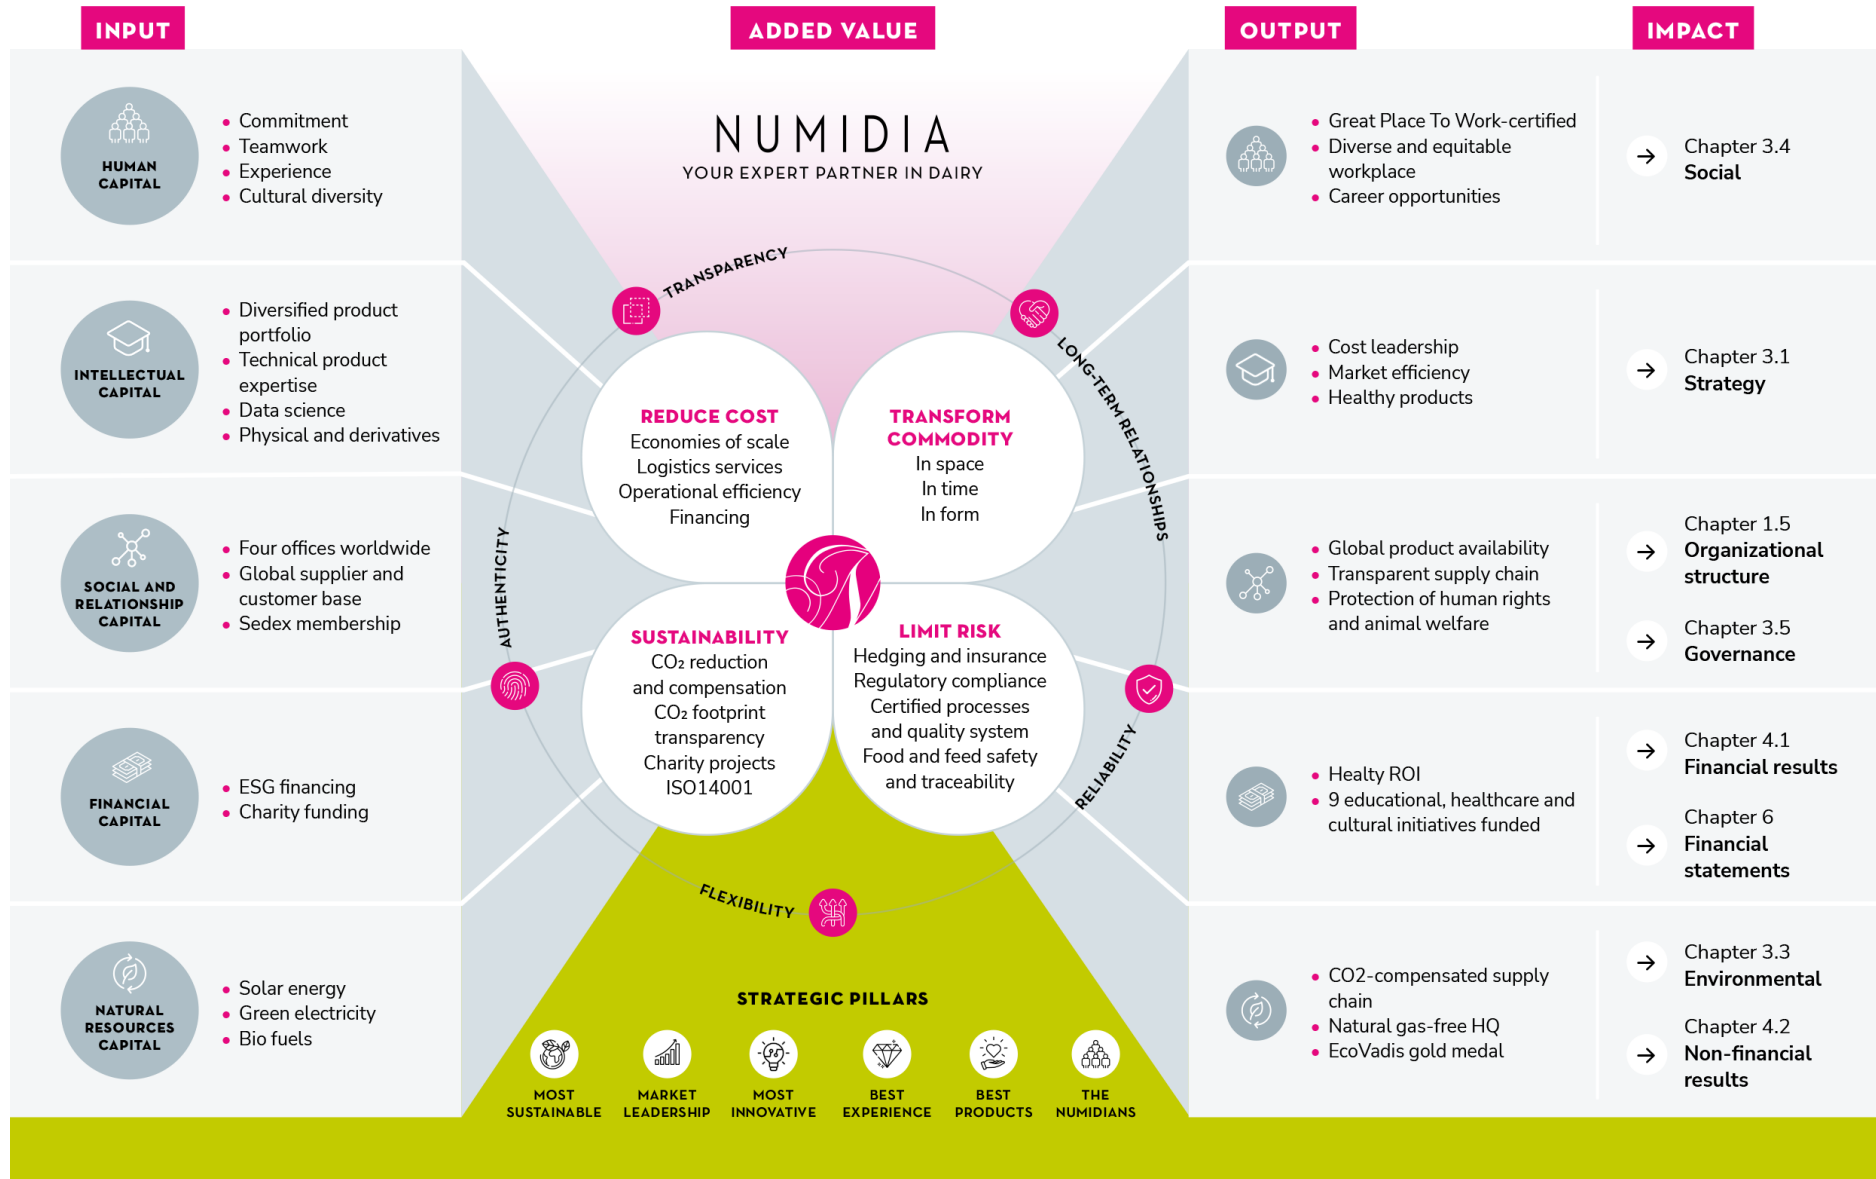 INPUT
ADDED VALUE
OUTPUT
IMPACT
HUMAN
CAPITAL
Commitment
Teamwork
Experience
Cultural diversity
INTELLECTUAL
CAPITAL
Diversified product
portfolio
Technical product
expertise
Data science
Physical and derivatives
SOCIAL AND
RELATIONSHIP
CAPITAL
Four offices worldwide
Global supplier and
customer base
Sedex membership
FINANCIAL
CAPITAL
ESG financing
Charity funding
NATURAL
RESOURCES
CAPITAL
Solar energy
Green electricity
Bio fuels
NUMIDIA
YOUR EXPERT PARTNER IN DAIRY
TRANSPARENCY
LONG-TERM RELATIONSHIPS
AUTHENTICITY
RELIABILITY
FLEXIBILITY
REDUCE COST
Economies of scale
Logistics services
Operational efficiency
Financing
TRANSFORM
COMMODITY
In space
In time
In form
SUSTAINABILITY
CO₂ reduction
and compensation
CO₂ footprint
transparency
Charity projects
ISO14001
LIMIT RISK
Hedging and insurance
Regulatory compliance
Certified processes
and quality system
Food and feed safety
and traceability
STRATEGIC PILLARS
MOST
SUSTAINABLE
MARKET
LEADERSHIP
MOST
INNOVATIVE
BEST
EXPERIENCE
BEST
PRODUCTS
THE
NUMIDIANS
Great Place To Work-certified
Diverse and equitable
workplace
Career opportunities
Chapter 3.4
Social
Cost leadership
Market efficiency
Healthy products
Chapter 3.1
Strategy
Global product availability
Transparent supply chain
Protection of human rights
and animal welfare
Chapter 1.5
Organizational
structure
Chapter 3.5
Governance
Healty ROI
9 educational, healthcare and
cultural initiatives funded
Chapter 4.1
Financial results
Chapter 6
Financial
statements
CO2-compensated supply
chain
Natural gas-free HQ
EcoVadis gold medal
Chapter 3.3
Environmental
Chapter 4.2
Non-financial
results